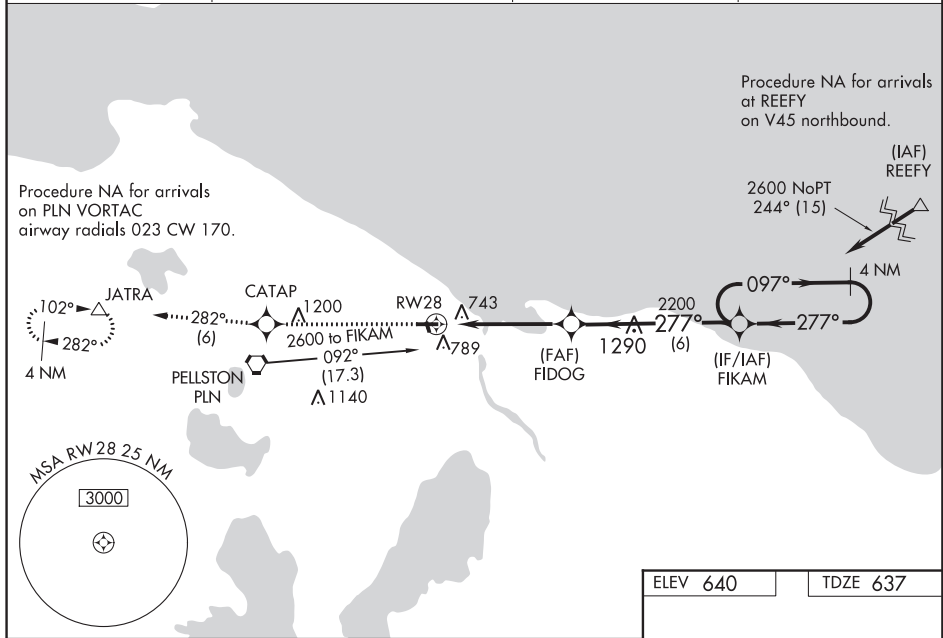 Procedure NA for arrivals
at REEFY
on V45 northbound.
(IAF)
REEFY
2600 NoPT
244° (15)
Procedure NA for arrivals
on PLN VORTAC
airway radials 023 CW 170.
4 NM
097°
JATRA
102°
282°
4 NM
282°
(6)
CATAP
1200
RW28
743
2200
277°
(6)
277°
2600 to FIKAM
789
1290
092°
(17.3)
PELLSTON
PLN
1140
(FAF)
FIDOG
(IF/IAF)
FIKAM
MSA RW28 25 NM
3000
ELEV 640
TDZE 637